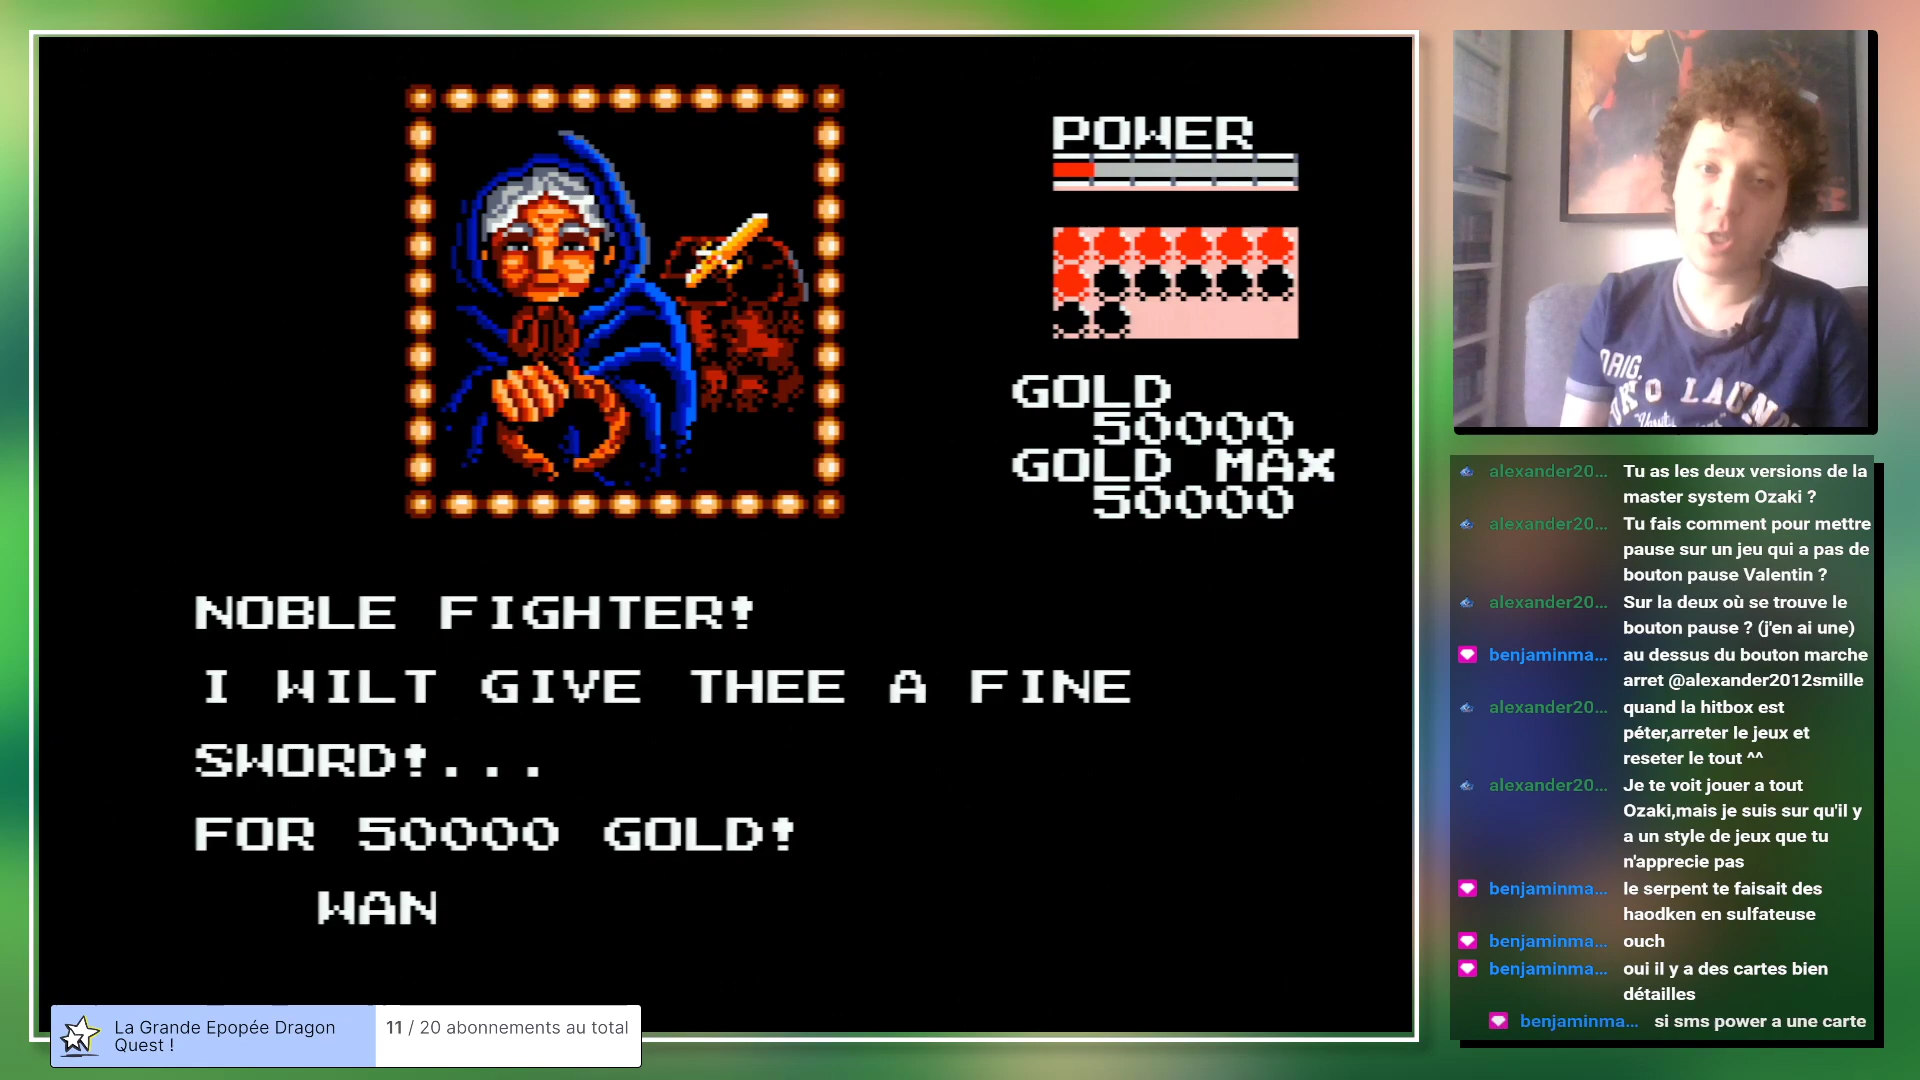 POWER
GOLD
50000
GOLD MAX
50000
NOBLE FIGHTER!
I WILT GIVE THEE A FINE
SWORD!...
FOR 50000 GOLD!
WAN
La Grande Epopée Dragon
Quest !
11 / 20 abonnements au total
ORIG.
alexander20... Tu as les deux versions de la
master system Ozaki ?
alexander20... Tu fais comment pour mettre
pause sur un jeu qui a pas de
bouton pause Valentin ?
alexander20... Sur la deux où se trouve le
bouton pause ? (j'en ai une)
benjaminma... au dessus du bouton marche
arret @alexander2012smille
alexander20... quand la hitbox est
péter,arreter le jeux et
reseter le tout ^^
alexander20... Je te voit jouer a tout
Ozaki,mais je suis sur qu'il y
a un style de jeux que tu
n'apprecie pas
benjaminma... le serpent te faisait des
haodken en sulfateuse
benjaminma... ouch
benjaminma... oui il y a des cartes bien
détailles
benjaminma... si sms power a une carte